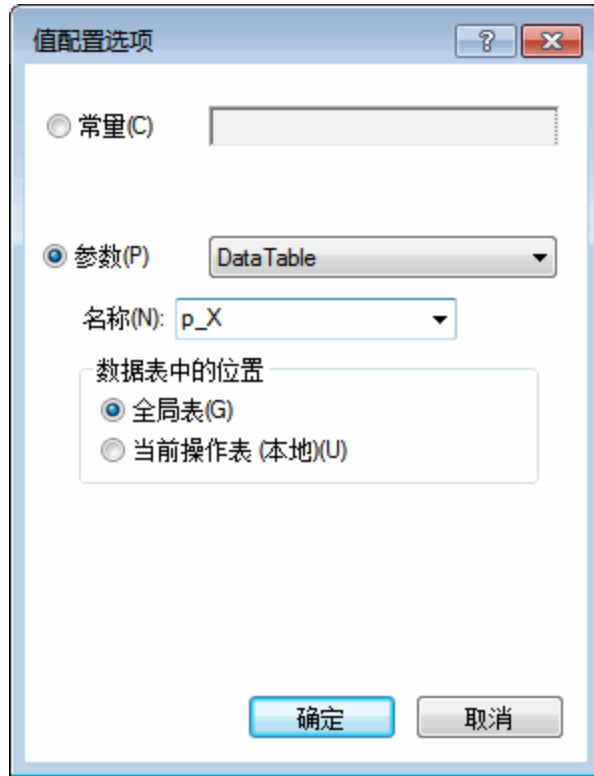 值配置选项
常量(C)
参数(P) DataTable
名称(N): p_X
数据表中的位置
全局表(G)
当前操作表 (本地)(U)
确定 取消